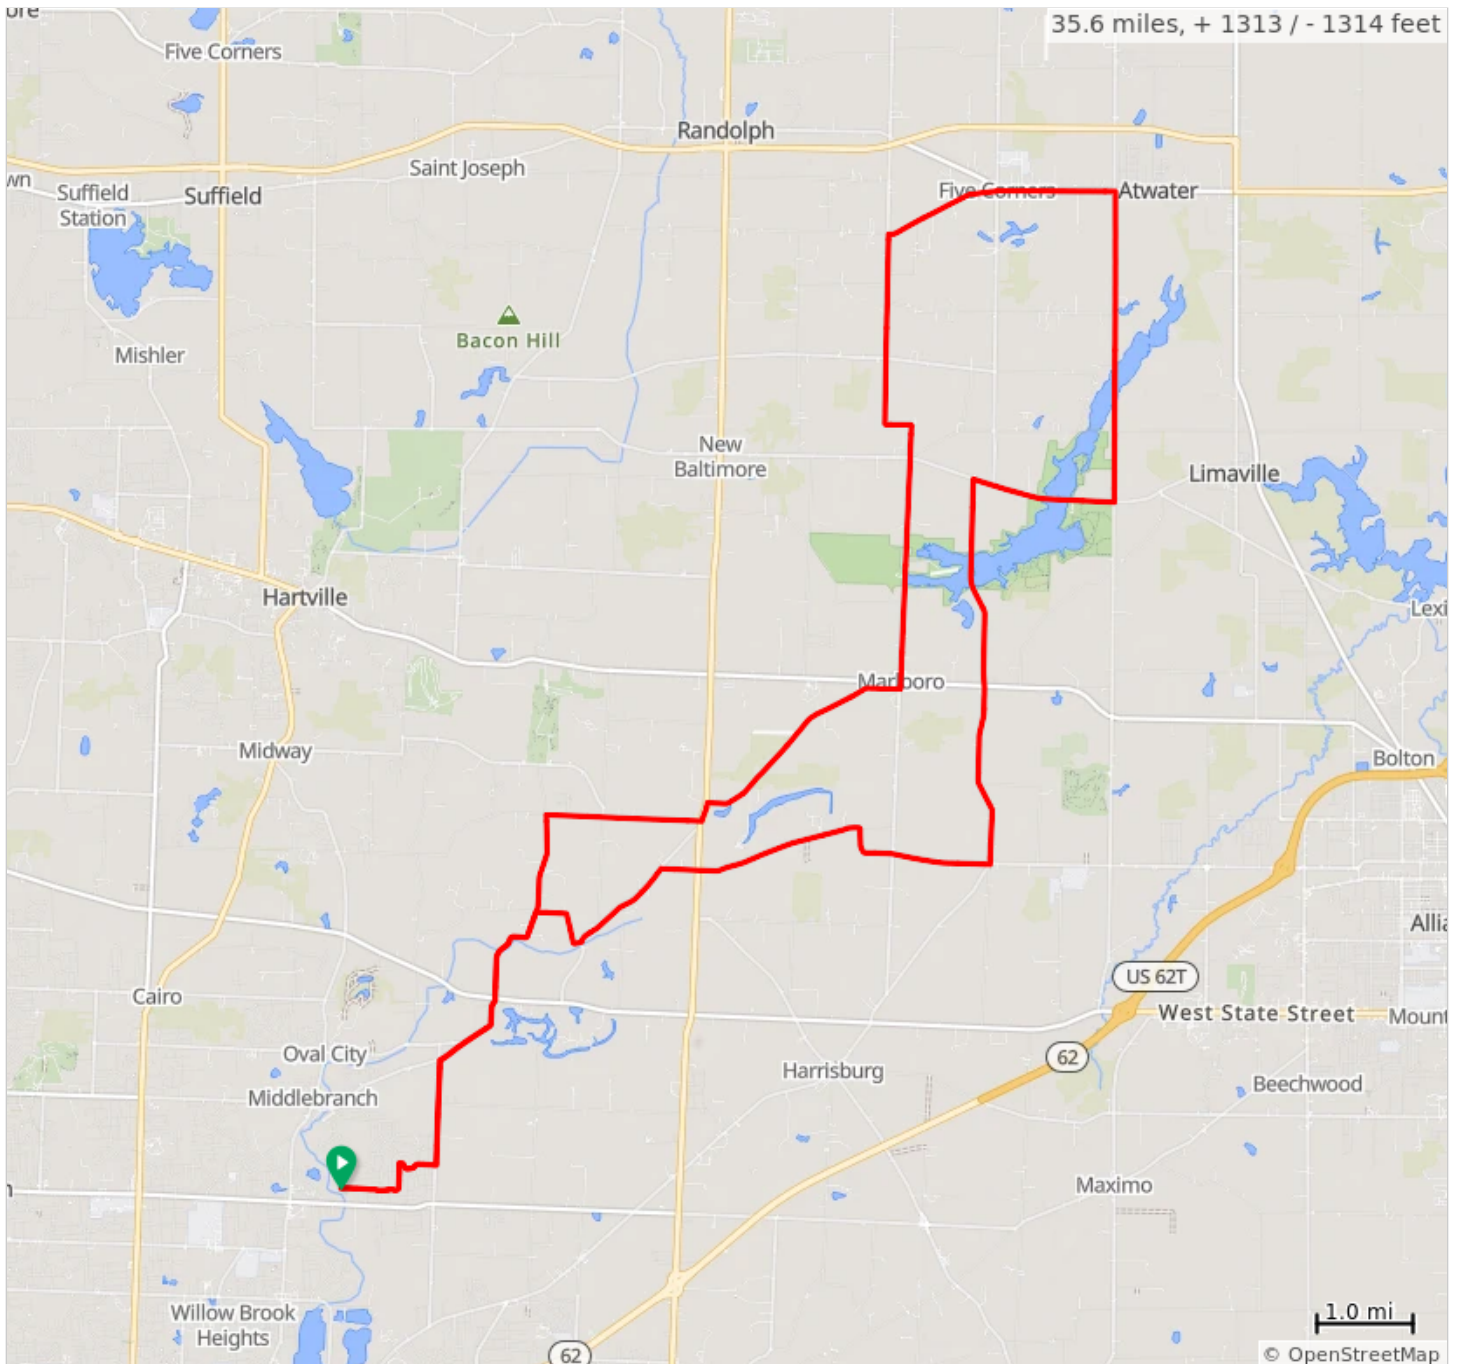 35.6 miles, + 1313 / - 1314 feet
Five Corners
Randolph
Saint Joseph
Suffield
Station
Suffield
Five Corners
Atwater
Bacon Hill
Mishler
New
Baltimore
Limaville
Hartville
Marlboro
Midway
Bolton
US 62T
Cairo
West State Street
Oval City
62
Harrisburg
Beechwood
Middlebranch
Maximo
Willow Brook
Heights
1.0 mi
62
© OpenStreetMap